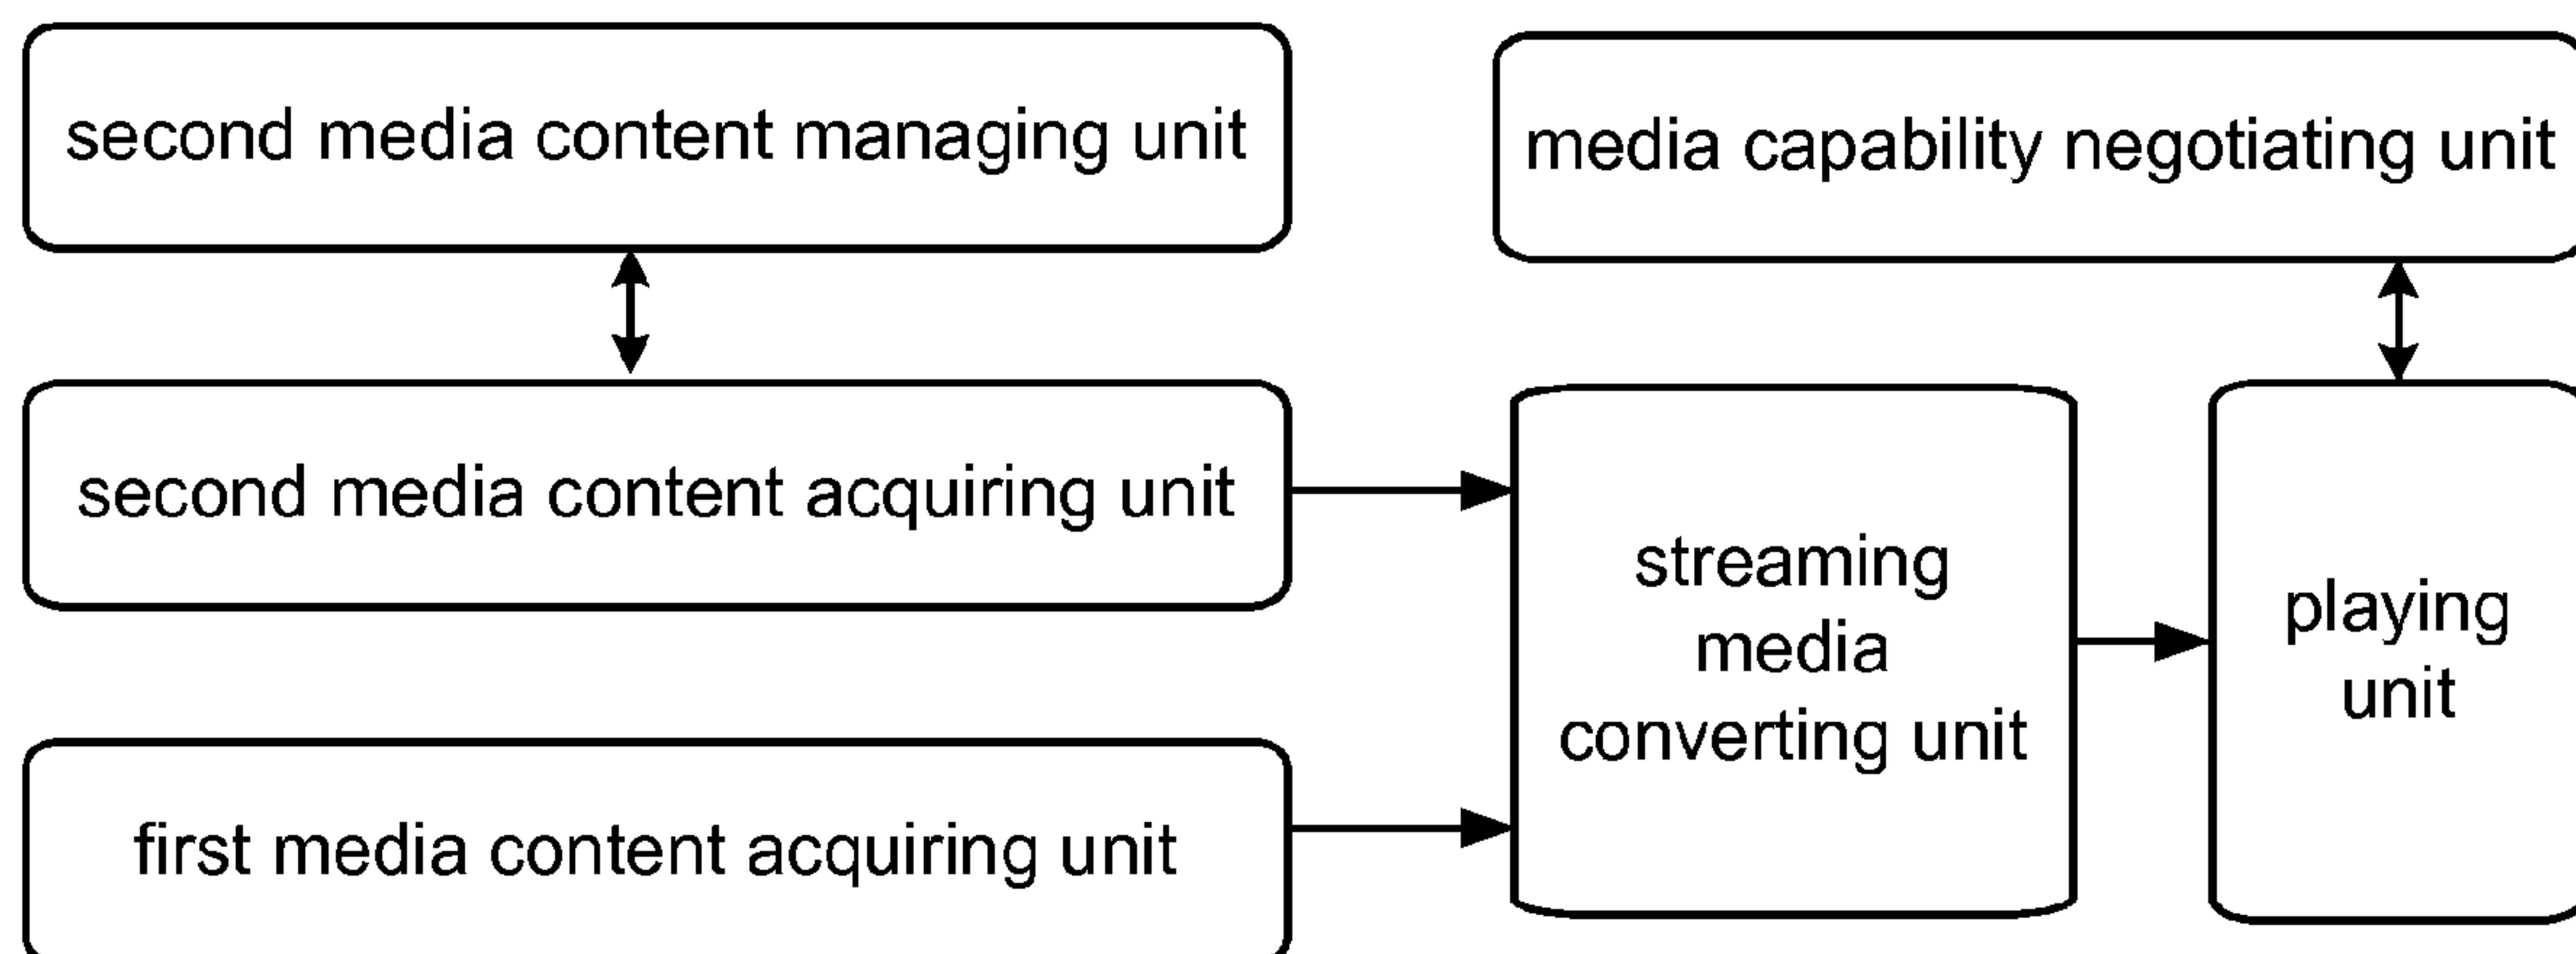 second media content managing unit
media capability negotiating unit
second media content acquiring unit
streaming
media
converting unit
playing
unit
first media content acquiring unit